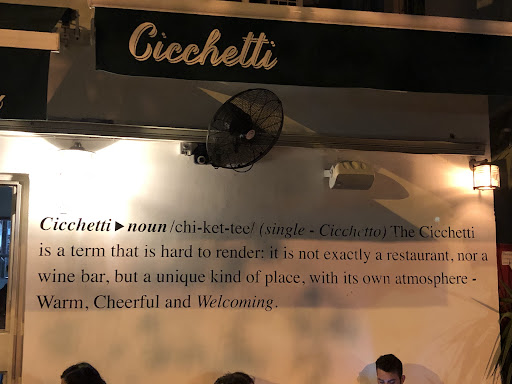 Cicchetti
Cicchetti ▸ noun /chi-ket-tee/ (single - Cicchetto) The Cicchetti
is a term that is hard to render: it is not exactly a restaurant, nor a
wine bar, but a unique kind of place, with its own atmosphere -
Warm, Cheerful and Welcoming.